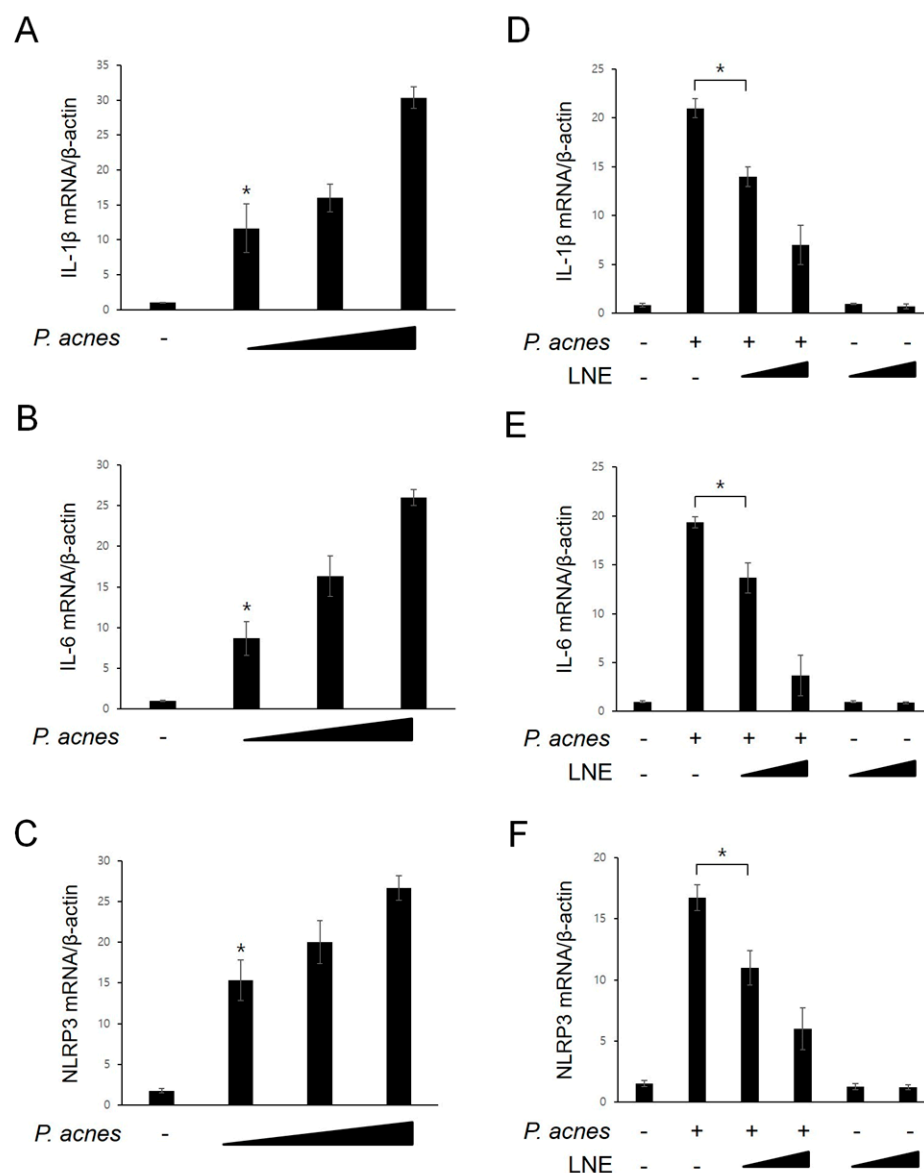 A
IL-1β mRNA/β-actin
35
30
25
20
15
10
5
0
*
P. acnes -
B
IL-6 mRNA/β-actin
30
25
20
15
10
5
0
*
P. acnes -
C
NLRP3 mRNA/β-actin
30
25
20
15
10
5
0
*
P. acnes -
D
IL-1β mRNA/β-actin
25
20
15
10
5
0
*
P. acnes - + + + - -
LNE - -
E
IL-6 mRNA/β-actin
25
20
15
10
5
0
*
P. acnes - + + + - -
LNE - -
F
NLRP3 mRNA/β-actin
20
15
10
5
0
*
P. acnes - + + + - -
LNE - -